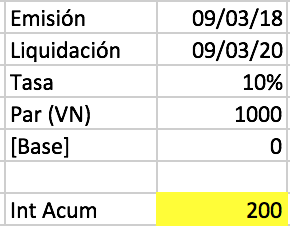 Emisión 09/03/18
Liquidación 09/03/20
Tasa 10%
Par (VN) 1000
[Base] 0
Int Acum 200